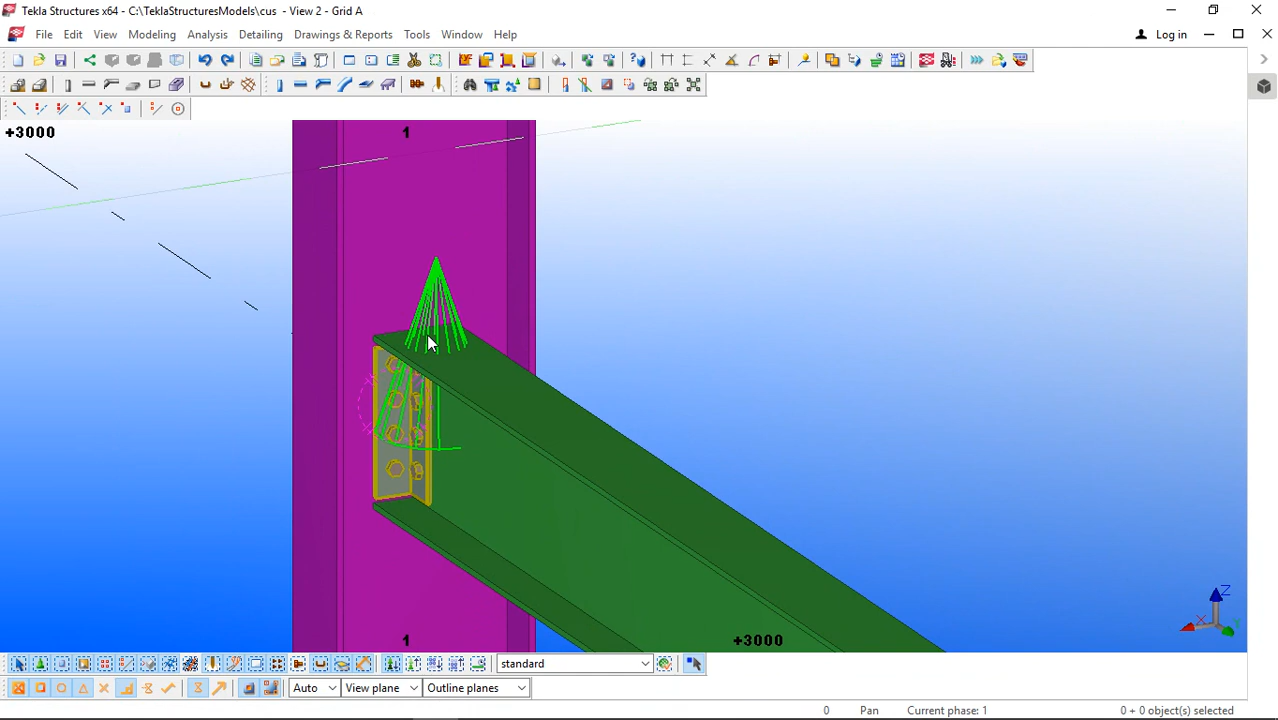 Tekla Structures x64 - C:\TeklaStructuresModels\cus - View 2 - Grid A
File Edit View Modeling Analysis Detailing Drawings & Reports Tools Window Help Log in
+3000
1
Z
1
+3000
standard
Auto View plane Outline planes
0 Pan Current phase: 1 0 + 0 object(s) selected